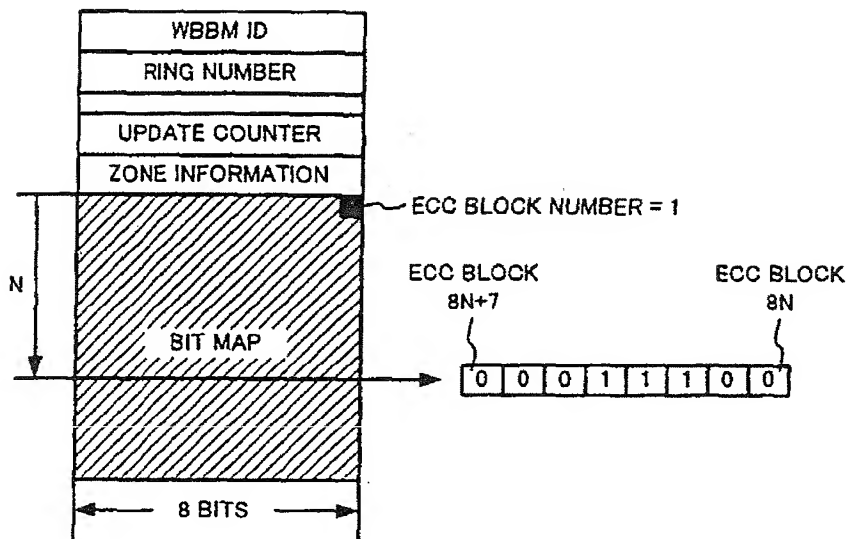 WBBM ID
RING NUMBER
UPDATE COUNTER
ZONE INFORMATION
ECC BLOCK NUMBER = 1
N
ECC BLOCK
8N+7
ECC BLOCK
8N
BIT MAP
0 0 0 1 1 1 0 0
8 BITS